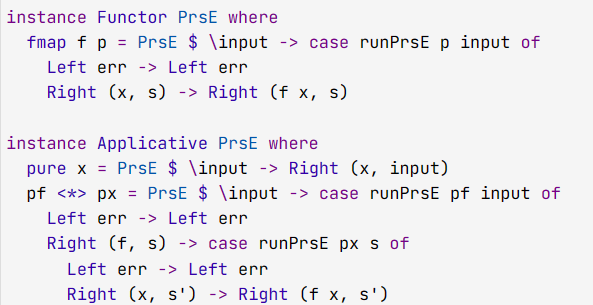 instance Functor PrsE where
  fmap f p = PrsE $ \input -> case runPrsE p input of
    Left err -> Left err
    Right (x, s) -> Right (f x, s)

instance Applicative PrsE where
  pure x = PrsE $ \input -> Right (x, input)
  pf <*> px = PrsE $ \input -> case runPrsE pf input of
    Left err -> Left err
    Right (f, s) -> case runPrsE px s of
      Left err -> Left err
      Right (x, s') -> Right (f x, s')